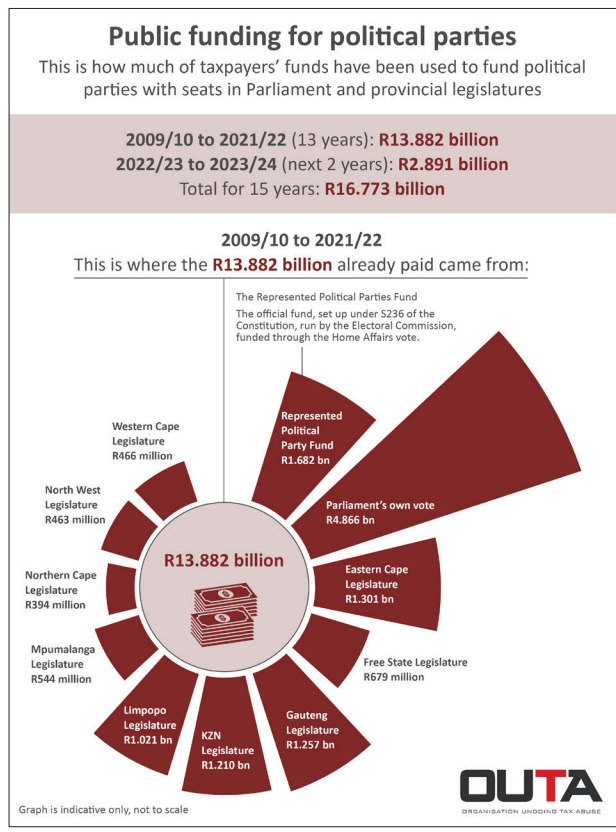 Public funding for political parties
This is how much of taxpayers’ funds have been used to fund political
parties with seats in Parliament and provincial legislatures
2009/10 to 2021/22 (13 years): R13.882 billion
2022/23 to 2023/24 (next 2 years): R2.891 billion
Total for 15 years: R16.773 billion
2009/10 to 2021/22
This is where the R13.882 billion already paid came from:
The Represented Political Parties Fund
The official fund, set up under S236 of the
Constitution, run by the Electoral Commission,
funded through the Home Affairs vote.
Represented
Political
Party Fund
R1.682 bn
Parliament’s own vote
R4.866 bn
Eastern Cape
Legislature
R1.301 bn
Free State Legislature
R679 million
Gauteng
Legislature
R1.257 bn
KZN
Legislature
R1.210 bn
Limpopo
Legislature
R1.021 bn
Mpumalanga
Legislature
R544 million
Northern Cape
Legislature
R394 million
North West
Legislature
R463 million
Western Cape
Legislature
R466 million
R13.882 billion
Graph is indicative only, not to scale
OUTA
ORGANISATION UNDOING TAX ABUSE